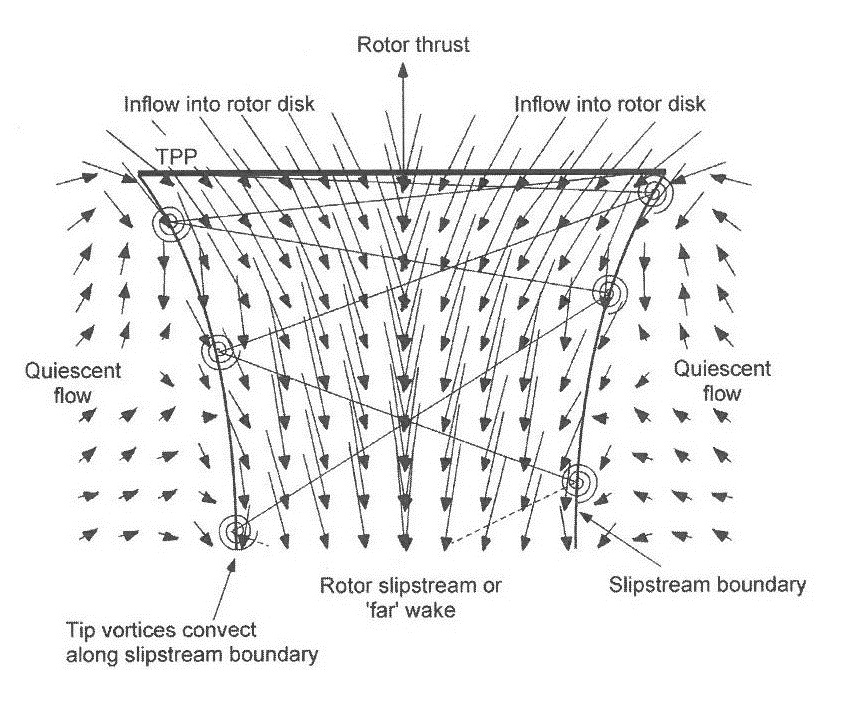 Rotor thrust
Inflow into rotor disk
Inflow into rotor disk
TPP
Quiescent
flow
Quiescent
flow
Rotor slipstream or
'far' wake
Slipstream boundary
Tip vortices convect
along slipstream boundary